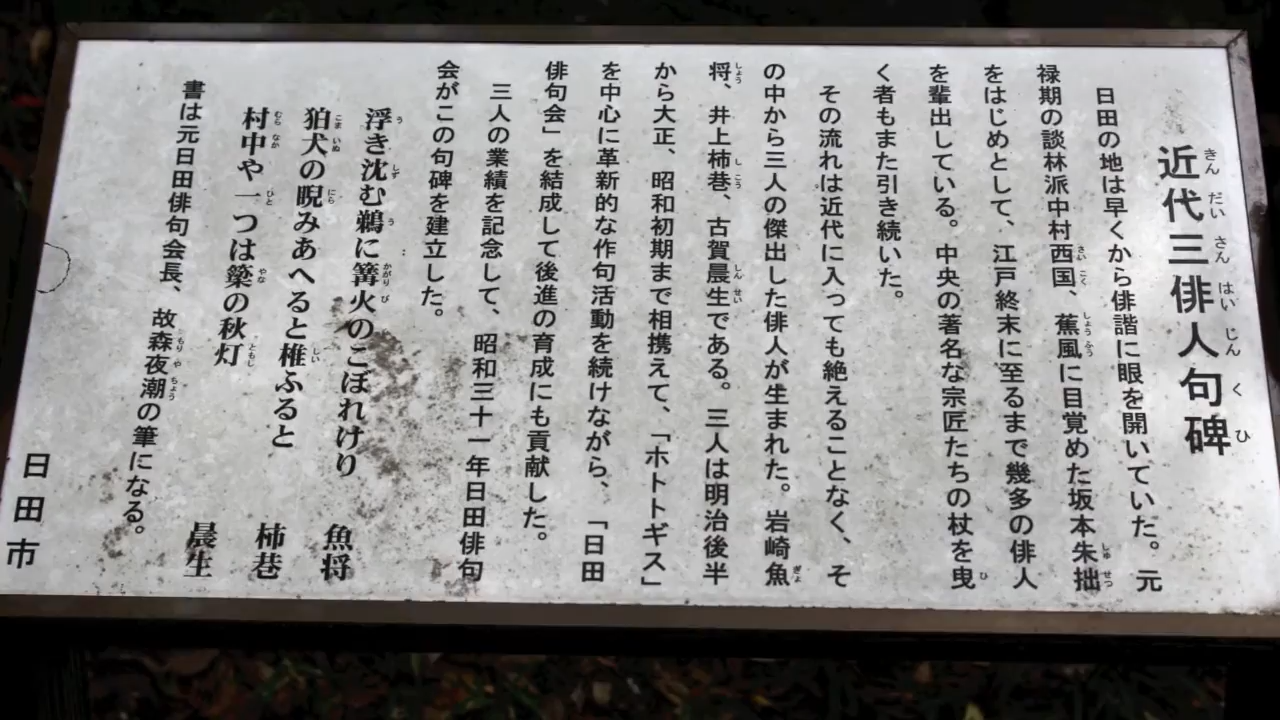 近代三俳人句碑
日田の地は早くから俳諧に眼を開いていた。元
禄期の談林派中村西国、蕉風に目覚めた坂本朱拙
をはじめとして、江戸終末に至るまで幾多の俳人
を輩出している。中央の著名な宗匠たちの杖を曳
く者もまた引き続いた。
その流れは近代に入っても絶えることなく、そ
の中から三人の傑出した俳人が生まれた。岩崎魚
将、井上柿巷、古賀晨生である。三人は明治後半
から大正、昭和初期まで相携えて、「ホトトギス」
を中心に革新的な作句活動を続けながら、「日田
俳句会」を結成して後進の育成にも貢献した。
三人の業績を記念して、昭和三十一年日田俳句
会がこの句碑を建立した。
浮き沈む鵜に篝火のこぼれけり 魚将
狛犬の睨みあへると椎ふると 柿巷
村中や一つは簗の秋灯 晨生
書は元日田俳句会長、故森夜潮の筆になる。
日田市